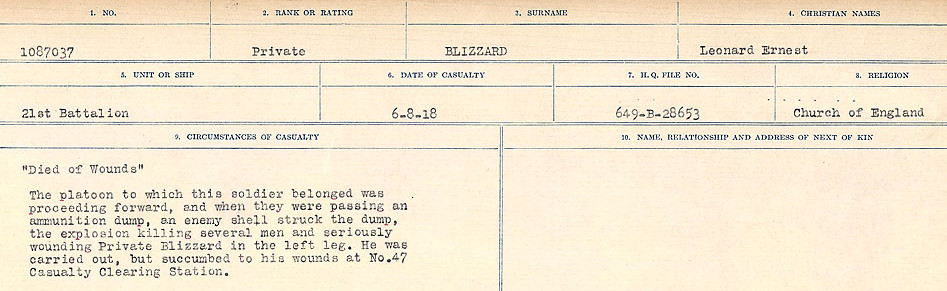 1. NO. 2. RANK OR RATING 3. SURNAME 4. CHRISTIAN NAMES
1087037 Private BLIZZARD Leonard Ernest
5. UNIT OR SHIP 6. DATE OF CASUALTY 7. H. Q. FILE NO. 8. RELIGION
21st Battalion 6-8-18 649-B-28653 Church of England
9. CIRCUMSTANCES OF CASUALTY 10. NAME, RELATIONSHIP AND ADDRESS OF NEXT OF KIN
"Died of Wounds"
The platoon to which this soldier belonged was
proceeding forward, and when they were passing an
ammunition dump, an enemy shell struck the dump,
the explosion killing several men and seriously
wounding Private Blizzard in the left leg. He was
carried out, but succumbed to his wounds at No.47
Casualty Clearing Station.